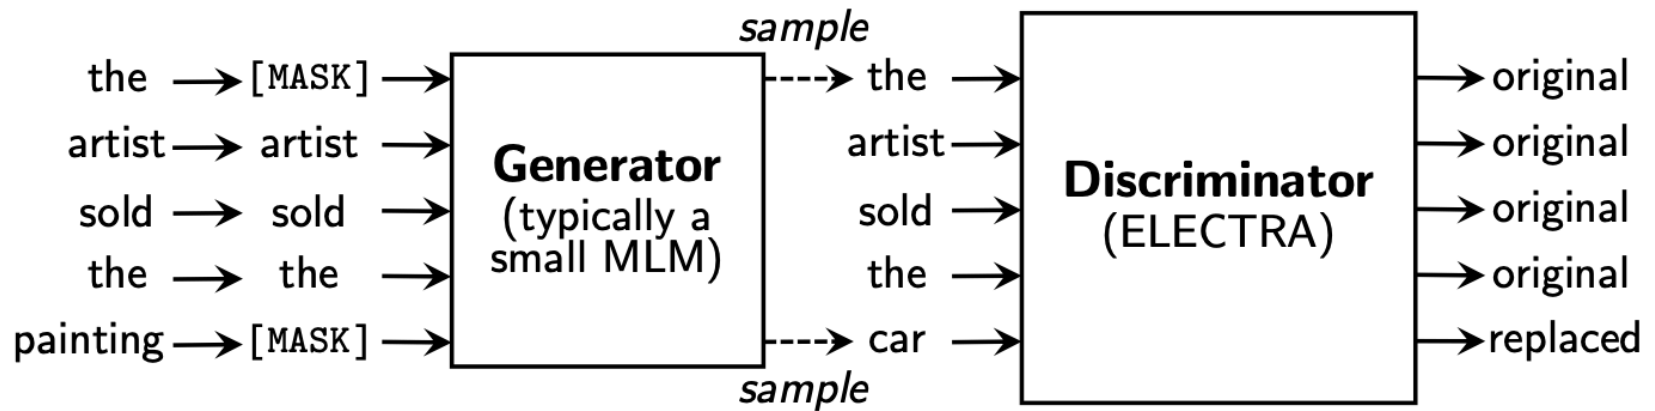 sample
the [MASK] the original
artist artist artist original
Generator
(typically a
small MLM)
Discriminator
(ELECTRA)
sold sold sold original
the the the original
painting [MASK] car replaced
sample